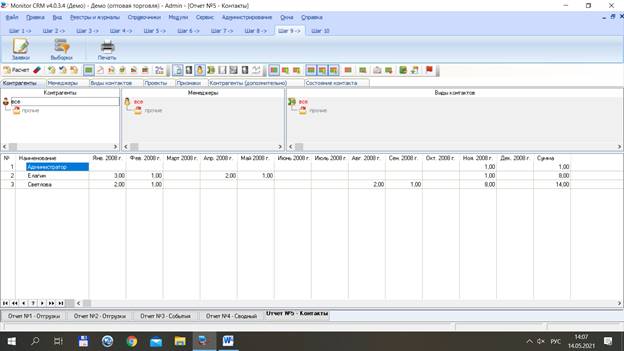 Monitor CRM v4.0.3.4 (Демо) - Демо (оптовая торговля) - Admin - [Отчет №5 - Контакты]
Файл Правка Вид Реестры и журналы Справочники Модули Сервис Администрирование Окна Справка
Шаг 1 -> Шаг 2 -> Шаг 3 -> Шаг 4 -> Шаг 5 -> Шаг 6 -> Шаг 7 -> Шаг 8 -> Шаг 9 -> Шаг 10
Заявки Выборки Печать
Расчет
Контрагенты Менеджеры Виды контактов Проекты Признаки Контрагенты (дополнительно) Состояние контакта
Контрагенты Менеджеры Виды контактов
все все все
прочие прочие прочие
№ Наименование Янв. 2008 г. Фев. 2008 г. Март. 2008 г. Апр. 2008 г. Май 2008 г. Июнь. 2008 г. Июль. 2008 г. Авг. 2008 г. Сен. 2008 г. Окт. 2008 г. Ноя. 2008 г. Дек. 2008 г. Сумма
1 Администратор 1,00 1,00
2 Елагин 3,00 1,00 2,00 1,00 1,00 8,00
3 Светлова 2,00 1,00 2,00 1,00 8,00 14,00
Отчет №1 - Отгрузки Отчет №2 - Отгрузки Отчет №3 - События Отчет №4 - Сводный Отчет №5 - Контакты
РУС 14:07
14.05.2021